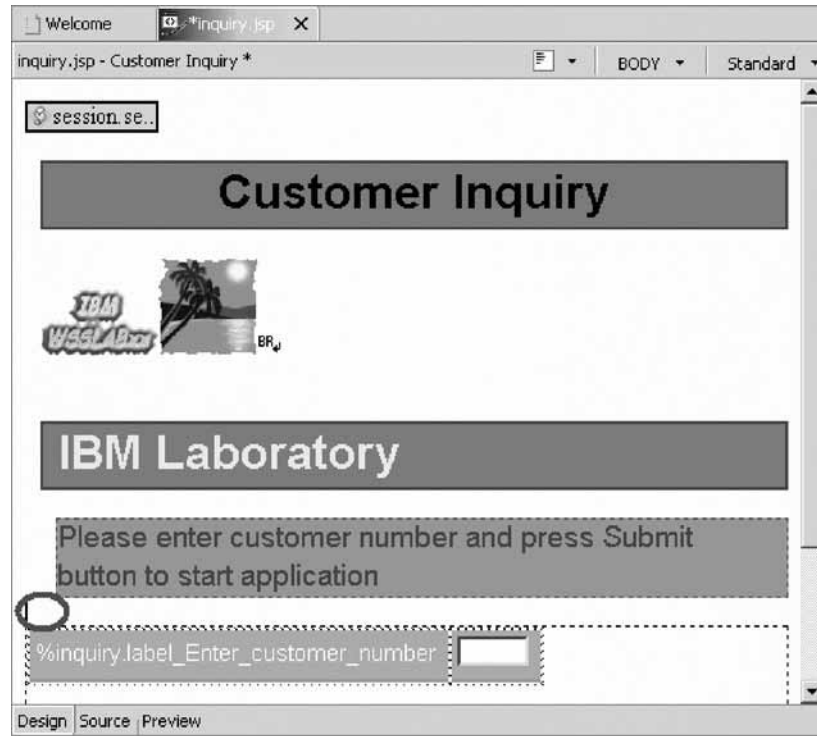 Welcome
*inquiry.jsp
inquiry.jsp - Customer Inquiry *
BODY
Standard
session.se..
Customer Inquiry
IBM
WSSLABxx
BR
IBM Laboratory
Please enter customer number and press Submit
button to start application
%inquiry.label_Enter_customer_number
Design Source Preview